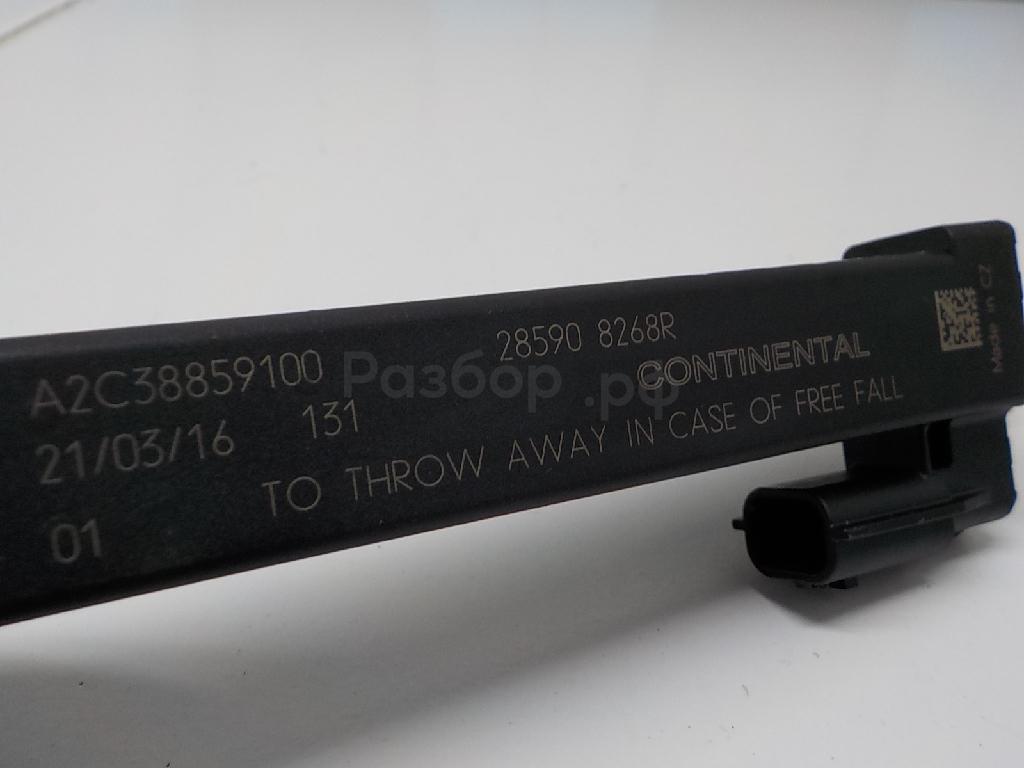 A2C38859100
28590 8268R
21/03/16 131
CONTINENTAL
01
TO THROW AWAY IN CASE OF FREE FALL
Made in CZ
Разбор.рф